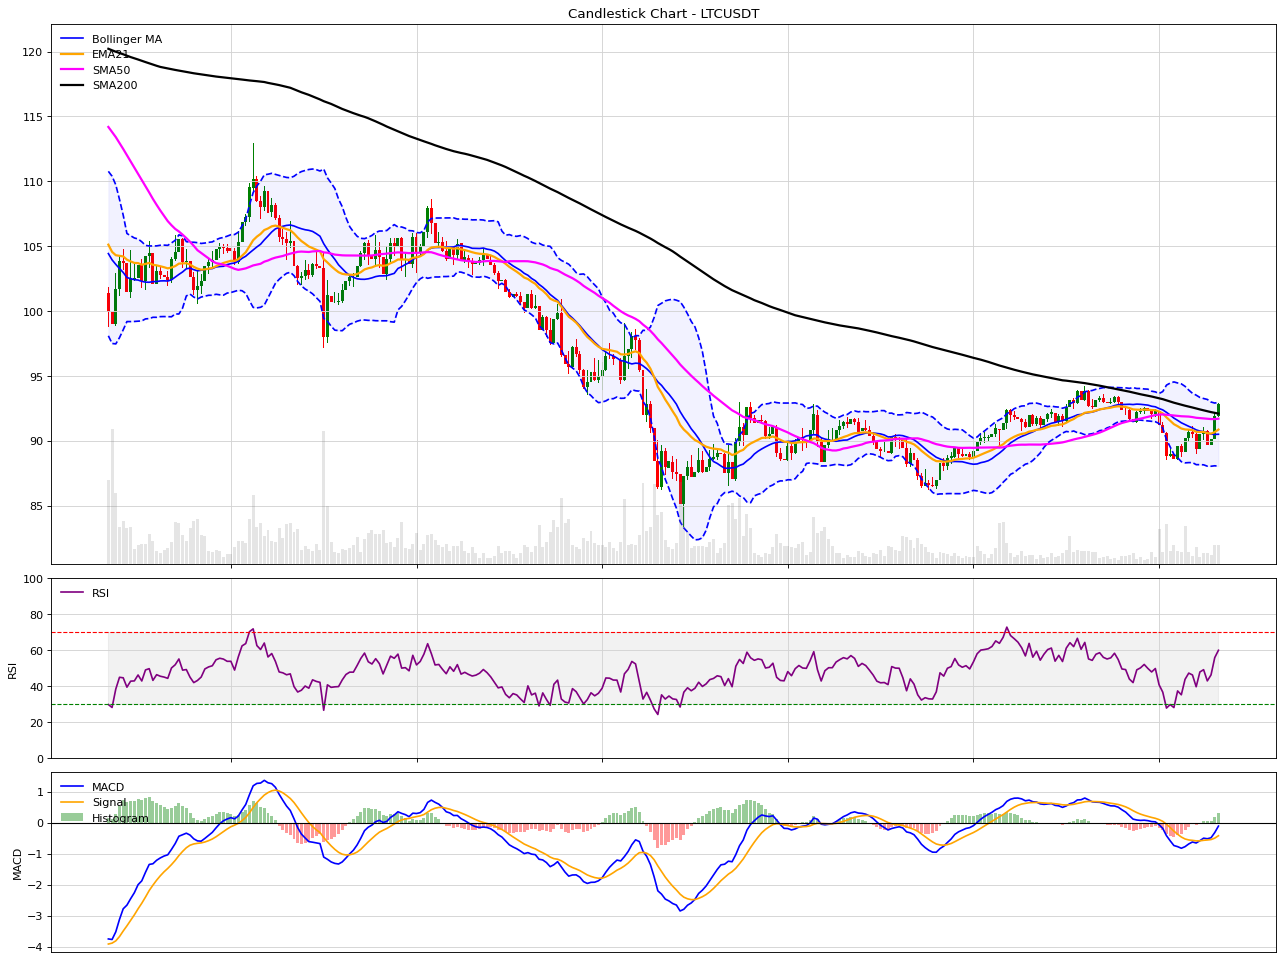 Candlestick Chart - LTCUSDT
Bollinger MA
EMA21
SMA50
SMA200
120
115
110
105
100
95
90
85
RSI
100
80
60
40
20
0
RSI
MACD
Signal
Histogram
1
0
−1
−2
−3
−4
MACD